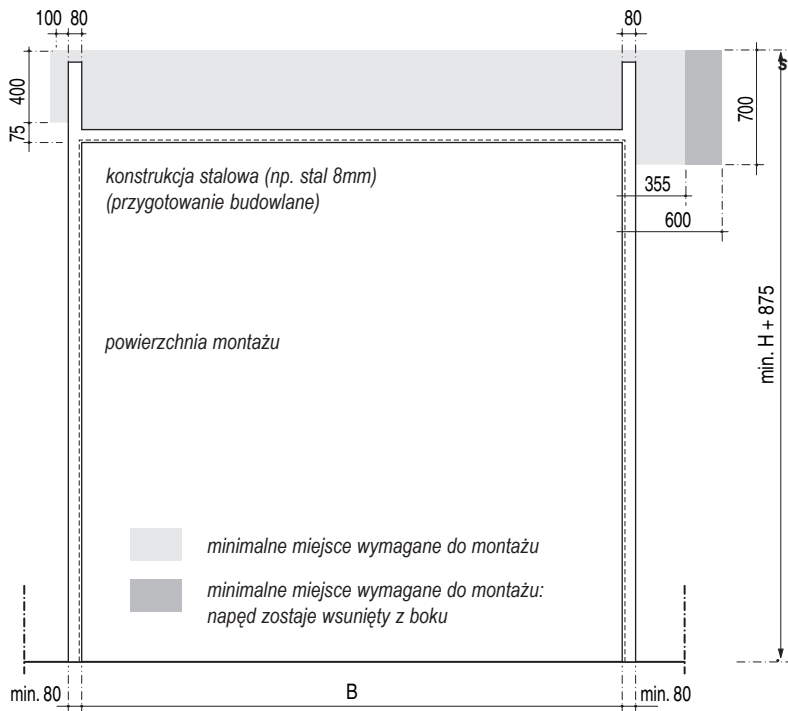 100 80
80
400
75
700
355
600
konstrukcja stalowa (np. stal 8mm)
(przygotowanie budowlane)
powierzchnia montażu
min. H + 875
minimalne miejsce wymagane do montażu
minimalne miejsce wymagane do montażu:
napęd zostaje wsunięty z boku
min. 80
B
min. 80